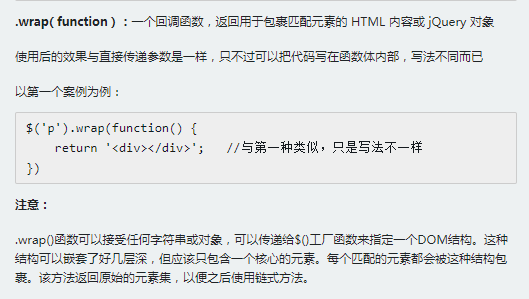 .wrap( function ) ：一个回调函数，返回用于包裹匹配元素的 HTML 内容或 jQuery 对象
使用后的效果与直接传递参数是一样，只不过可以把代码写在函数体内部，写法不同而已
以第一个案例为例：
$('p').wrap(function() {
    return '<div></div>';   //与第一种类似，只是写法不一样
})
注意：
.wrap()函数可以接受任何字符串或对象，可以传递给$()工厂函数来指定一个DOM结构。这种
结构可以嵌套了好几层深，但应该只包含一个核心的元素。每个匹配的元素都会被这种结构包
裹。该方法返回原始的元素集，以便之后使用链式方法。